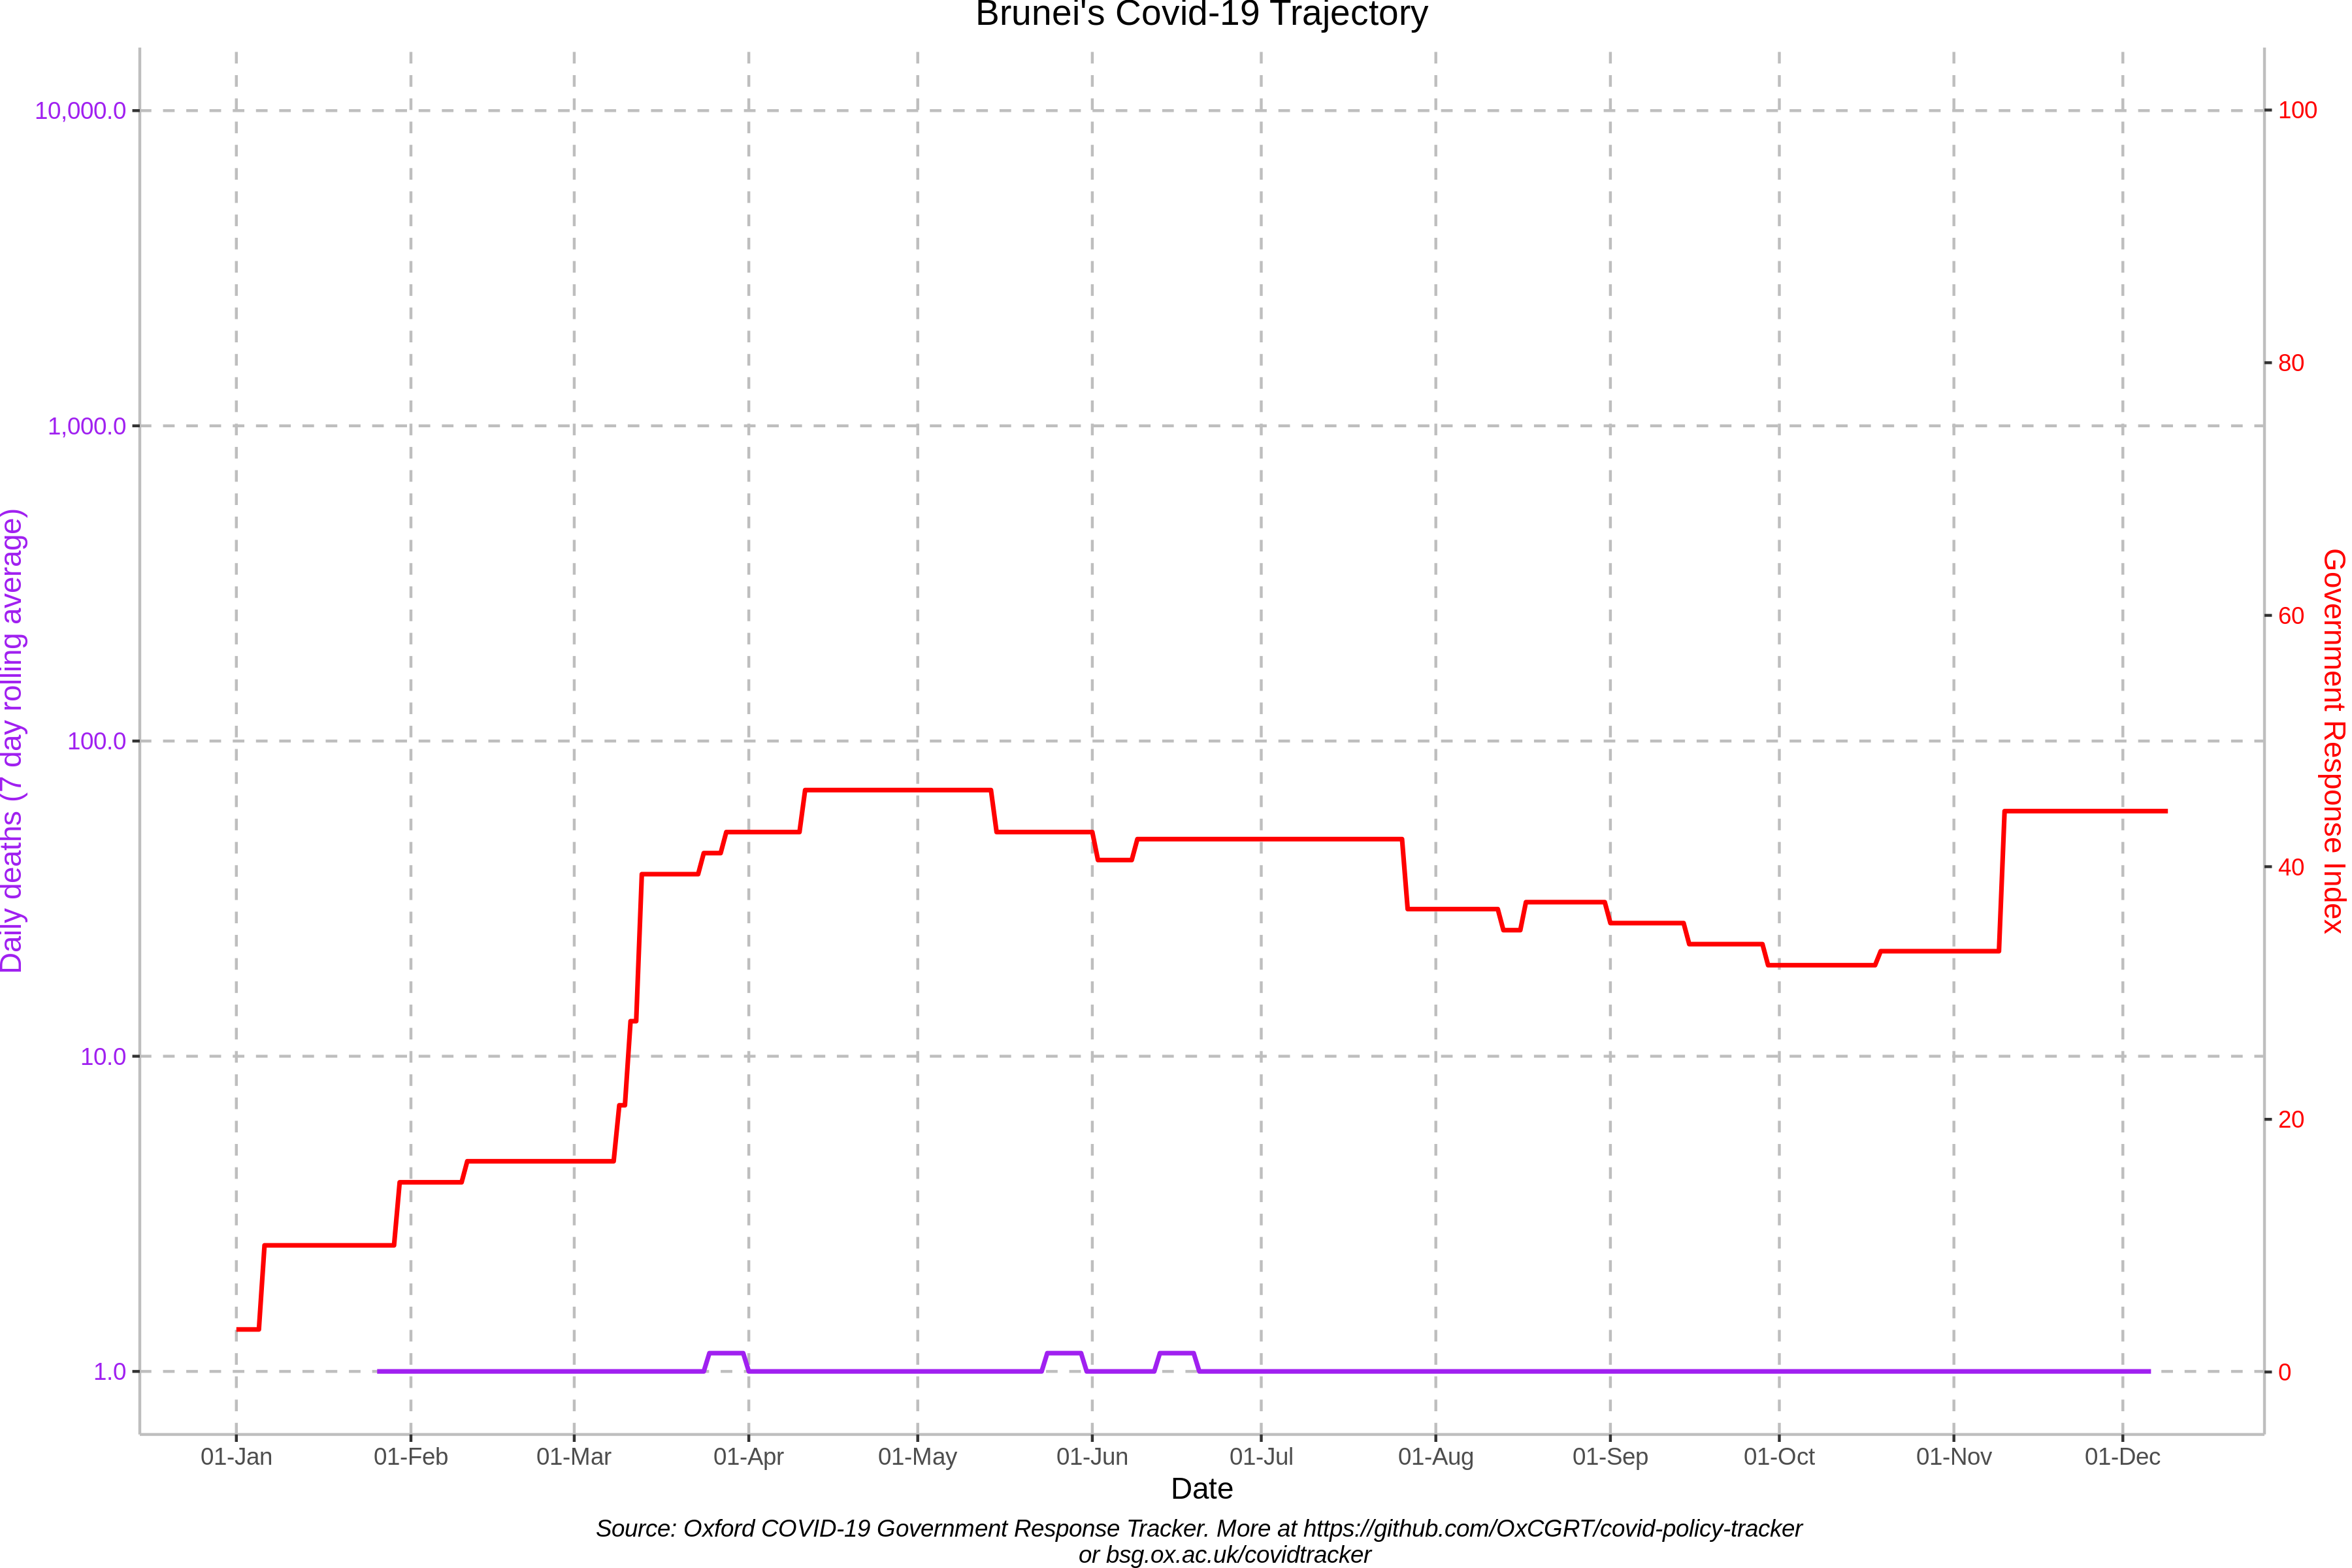 Brunei's Covid-19 Trajectory
10,000.0
1,000.0
100.0
10.0
1.0
Daily deaths (7 day rolling average)
100
80
60
40
20
0
Government Response Index
01-Jan 01-Feb 01-Mar 01-Apr 01-May 01-Jun 01-Jul 01-Aug 01-Sep 01-Oct 01-Nov 01-Dec
Date
Source: Oxford COVID-19 Government Response Tracker. More at https://github.com/OxCGRT/covid-policy-tracker
or bsg.ox.ac.uk/covidtracker